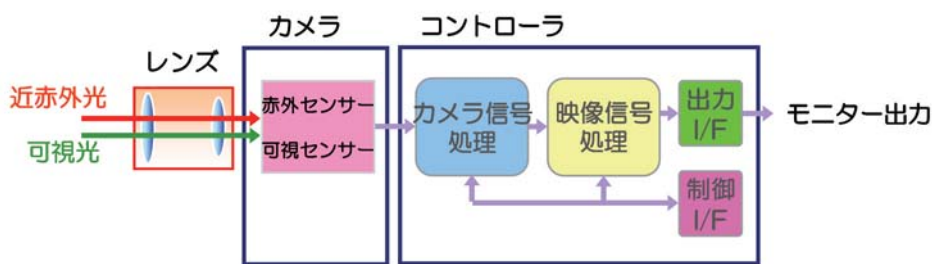 カメラ
コントローラ
レンズ
近赤外光
可視光
赤外センサー
可視センサー
カメラ信号
処理
映像信号
処理
出力
I/F
モニター出力
制御
I/F